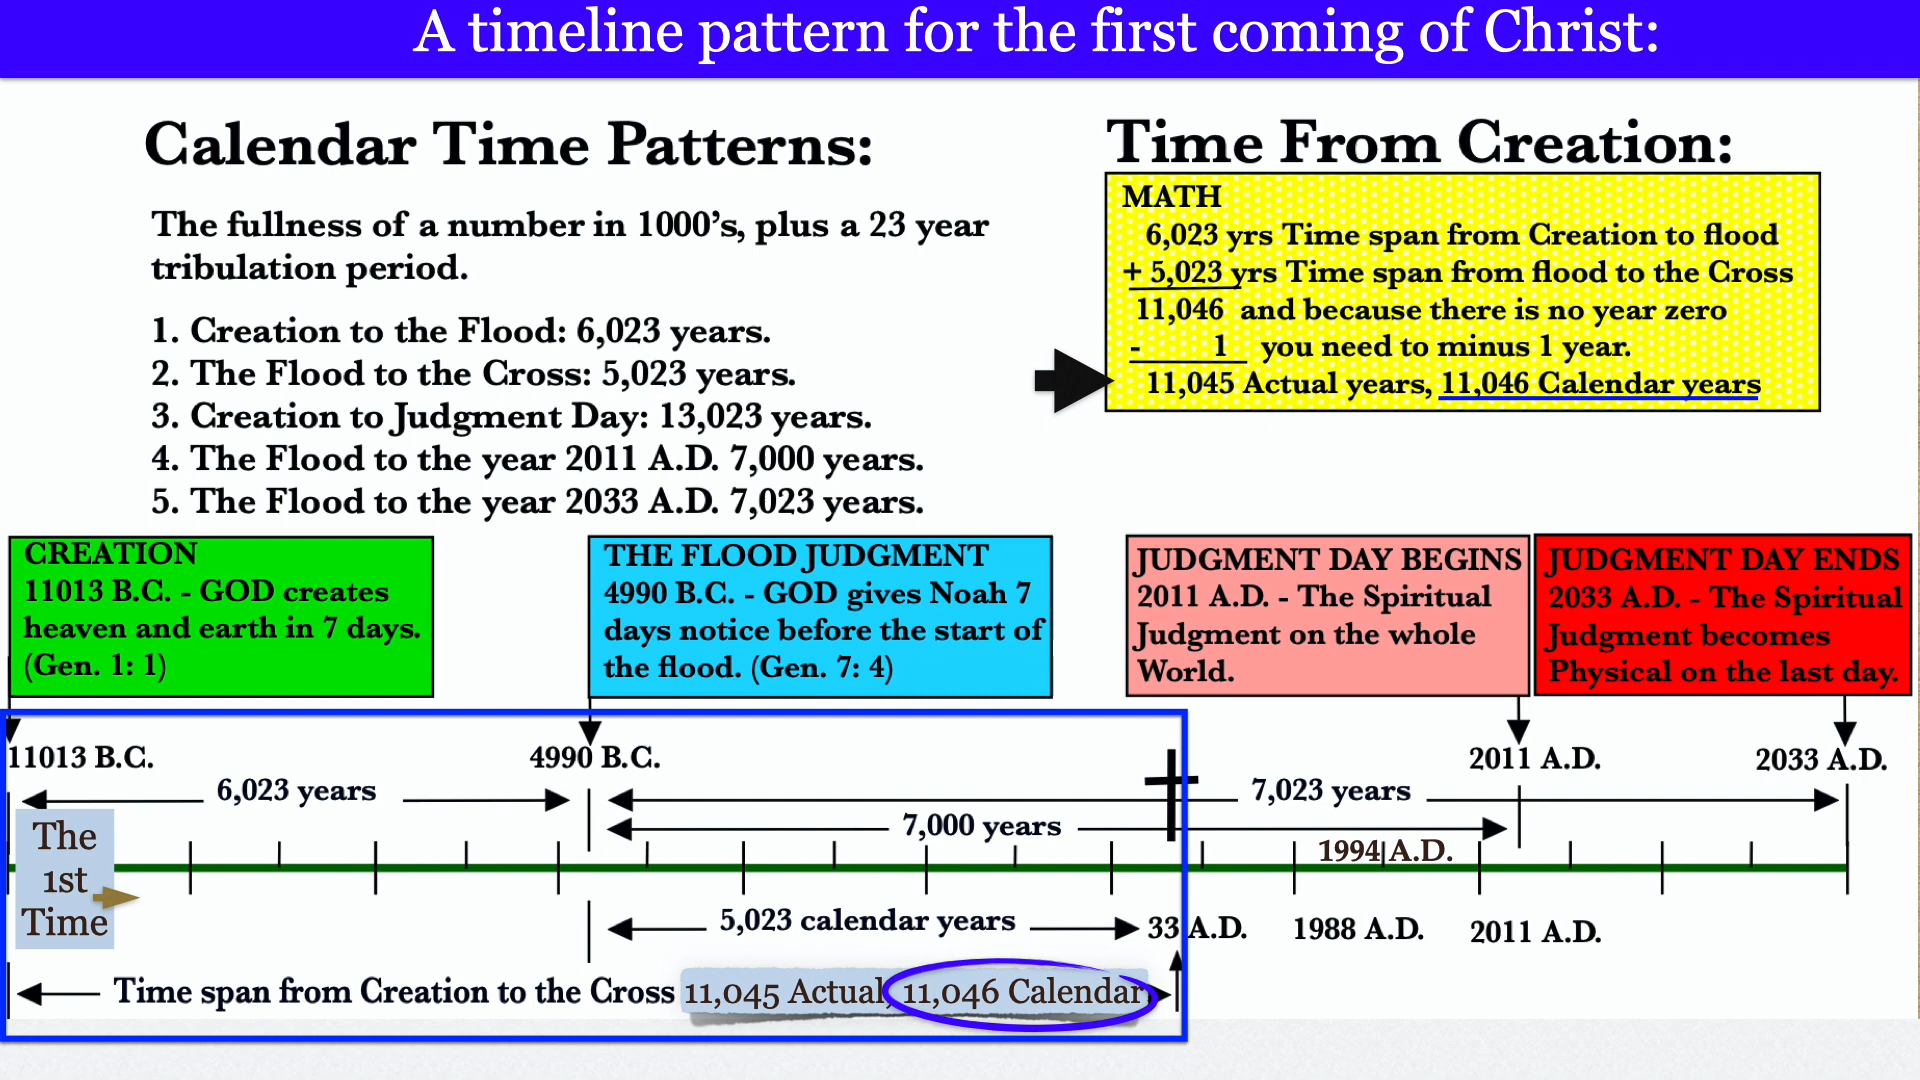 A timeline pattern for the first coming of Christ:
Calendar Time Patterns:
The fullness of a number in 1000's, plus a 23 year
tribulation period.
1. Creation to the Flood: 6,023 years.
2. The Flood to the Cross: 5,023 years.
3. Creation to Judgment Day: 13,023 years.
4. The Flood to the year 2011 A.D. 7,000 years.
5. The Flood to the year 2033 A.D. 7,023 years.
Time From Creation:
MATH
6,023 yrs Time span from Creation to flood
+ 5,023 yrs Time span from flood to the Cross
11,046 and because there is no year zero
- 1 you need to minus 1 year.
11,045 Actual years, 11,046 Calendar years
CREATION
11013 B.C. - GOD creates
heaven and earth in 7 days.
(Gen. 1: 1)
THE FLOOD JUDGMENT
4990 B.C. - GOD gives Noah 7
days notice before the start of
the flood. (Gen. 7: 4)
JUDGMENT DAY BEGINS
2011 A.D. - The Spiritual
Judgment on the whole
World.
JUDGMENT DAY ENDS
2033 A.D. - The Spiritual
Judgment becomes
Physical on the last day.
11013 B.C.
4990 B.C.
2011 A.D.
2033 A.D.
6,023 years
7,023 years
7,000 years
The
1st
Time
1994 A.D.
5,023 calendar years
33 A.D.
1988 A.D.
2011 A.D.
Time span from Creation to the Cross 11,045 Actual, 11,046 Calendar